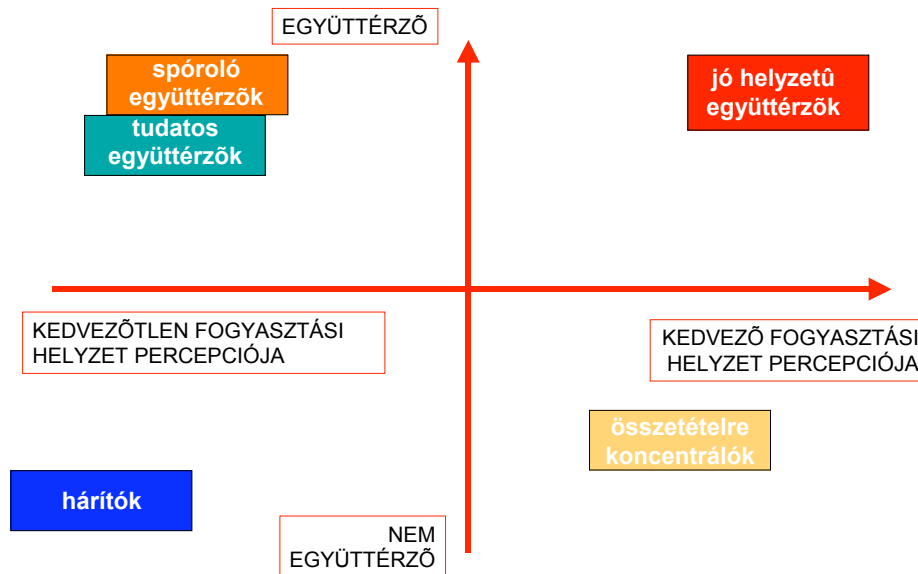 EGYÜTTÉRZÕ
spóroló
együttérzõk
tudatos
együttérzõk
jó helyzetû
együttérzõk
KEDVEZÕTLEN FOGYASZTÁSI
HELYZET PERCEPCIÓJA
KEDVEZÕ FOGYASZTÁSI
HELYZET PERCEPCIÓJA
összetételre
koncentrálók
hárítók
NEM
EGYÜTTÉRZÕ